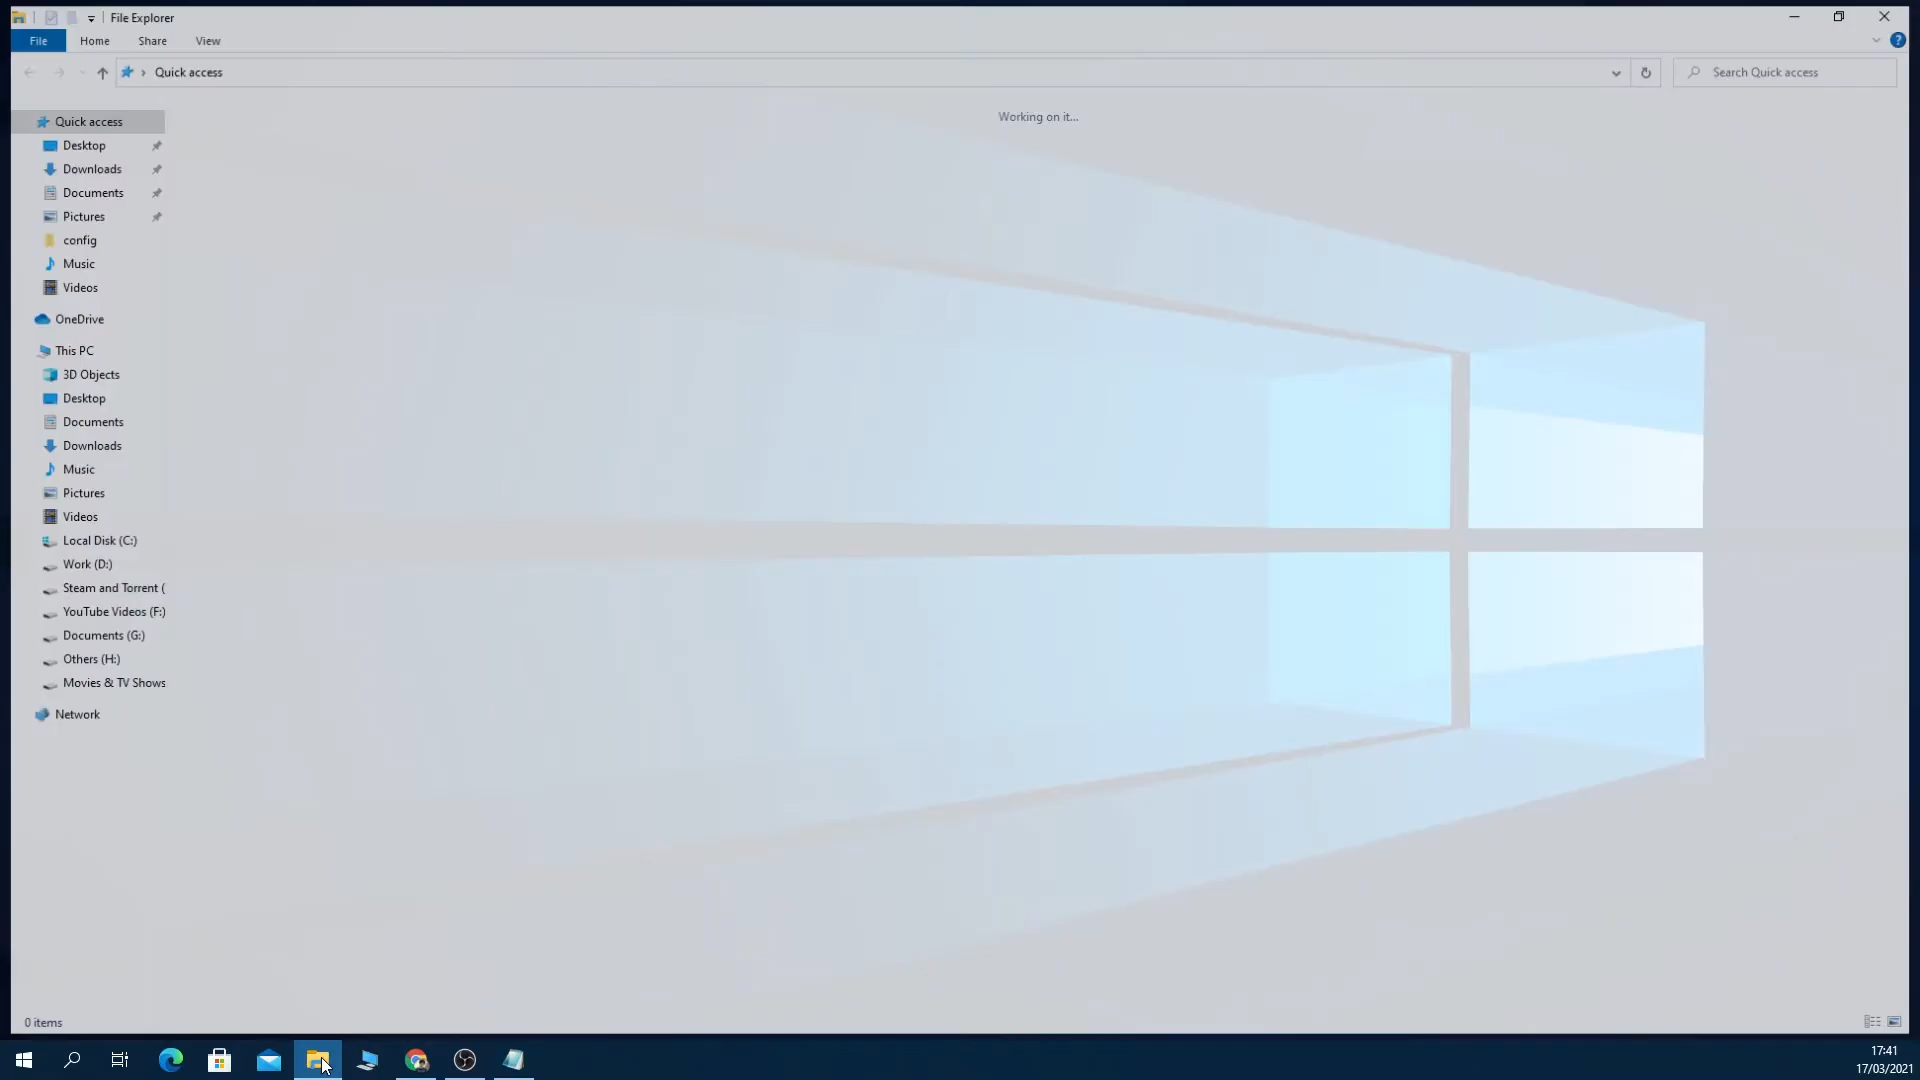 File Explorer
File
Home
Share
View
?
Quick access
Search Quick access
Working on it...
Quick access
Desktop
Downloads
Documents
Pictures
config
Music
Videos
OneDrive
This PC
3D Objects
Desktop
Documents
Downloads
Music
Pictures
Videos
Local Disk (C:)
Work (D:)
Steam and Torrent (
YouTube Videos (F:)
Documents (G:)
Others (H:)
Movies & TV Shows
Network
0 items
17:41
17/03/2021